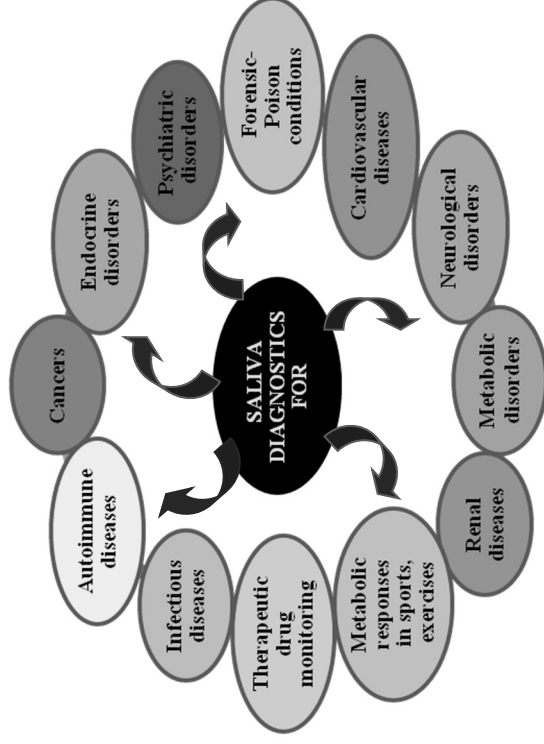 SALIVA
DIAGNOSTICS
FOR
Cancers
Endocrine
disorders
Psychiatric
disorders
Forensic-
Poison
conditions
Cardiovascular
diseases
Neurological
disorders
Metabolic
disorders
Renal
diseases
Metabolic
responses
in sports,
exercises
Therapeutic
drug
monitoring
Infectious
diseases
Autoimmune
diseases